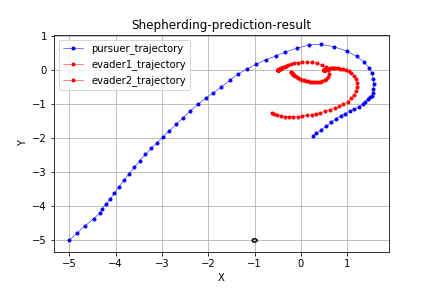 Shepherding-prediction-result
pursuer_trajectory
evader1_trajectory
evader2_trajectory
1
0
−1
−2
−3
−4
−5
Y
−5 −4 −3 −2 −1 0 1
X